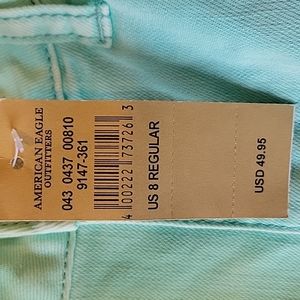 AMERICAN EAGLE
OUTFITTERS
043 0437 00810
9147-361
4 00222 73726 3
US 8 REGULAR
USD 49.95